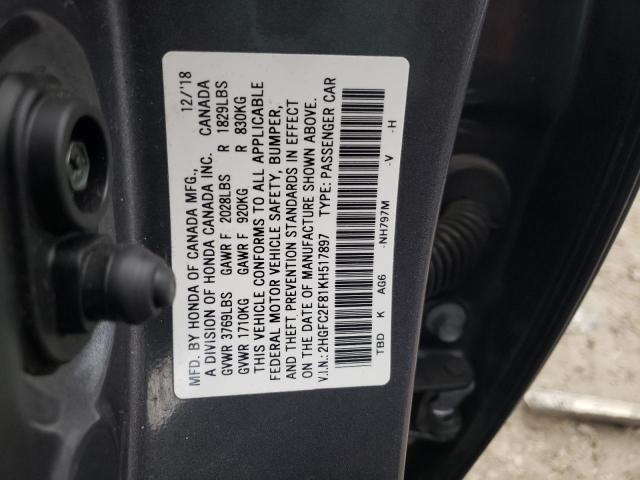 MFD. BY HONDA OF CANADA MFG., 12/'18
A DIVISION OF HONDA CANADA INC. CANADA
GVWR 3769LBS GAWR F 2028LBS R 1829LBS
GVWR 1710KG GAWR F 920KG R 830KG
THIS VEHICLE CONFORMS TO ALL APPLICABLE
FEDERAL MOTOR VEHICLE SAFETY, BUMPER,
AND THEFT PREVENTION STANDARDS IN EFFECT
ON THE DATE OF MANUFACTURE SHOWN ABOVE.
V.I.N.:2HGFC2F81KH517897 TYPE: PASSENGER CAR
TBD K AG6 -NH797M -V -H